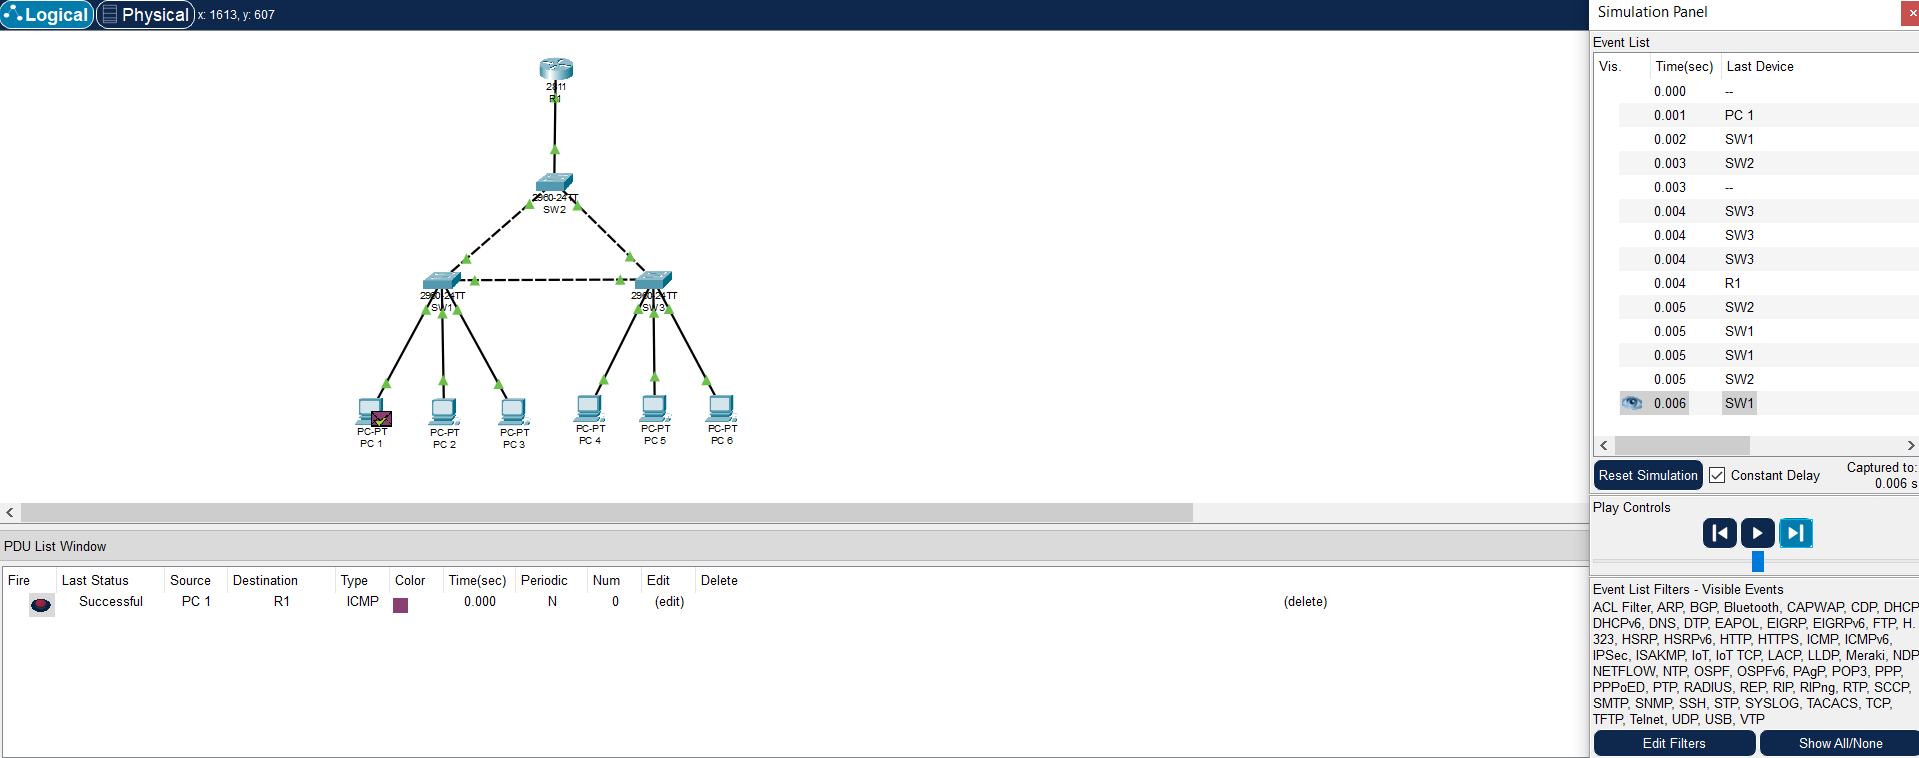 Logical Physical x: 1613, y: 607
2811
R1
2960-24TT
SW2
2960-24TT
SW1
2960-24TT
SW3
PC-PT
PC 1
PC-PT
PC 2
PC-PT
PC 3
PC-PT
PC 4
PC-PT
PC 5
PC-PT
PC 6
PDU List Window
Fire Last Status Source Destination Type Color Time(sec) Periodic Num Edit Delete
Successful PC 1 R1 ICMP 0.000 N 0 (edit) (delete)
Simulation Panel
Event List
Vis. Time(sec) Last Device
0.000 --
0.001 PC 1
0.002 SW1
0.003 SW2
0.003 --
0.004 SW3
0.004 SW3
0.004 SW3
0.004 R1
0.005 SW2
0.005 SW1
0.005 SW1
0.005 SW2
0.006 SW1
Reset Simulation Constant Delay Captured to:
0.006 s
Play Controls
Event List Filters - Visible Events
ACL Filter, ARP, BGP, Bluetooth, CAPWAP, CDP, DHCP
DHCPv6, DNS, DTP, EAPOL, EIGRP, EIGRPv6, FTP, H.
323, HSRP, HSRPv6, HTTP, HTTPS, ICMP, ICMPv6,
IPSec, ISAKMP, IoT, IoT TCP, LACP, LLDP, Meraki, NDP
NETFLOW, NTP, OSPF, OSPFv6, PAgP, POP3, PPP,
PPPoED, PTP, RADIUS, REP, RIP, RIPng, RTP, SCCP,
SMTP, SNMP, SSH, STP, SYSLOG, TACACS, TCP,
TFTP, Telnet, UDP, USB, VTP
Edit Filters Show All/None